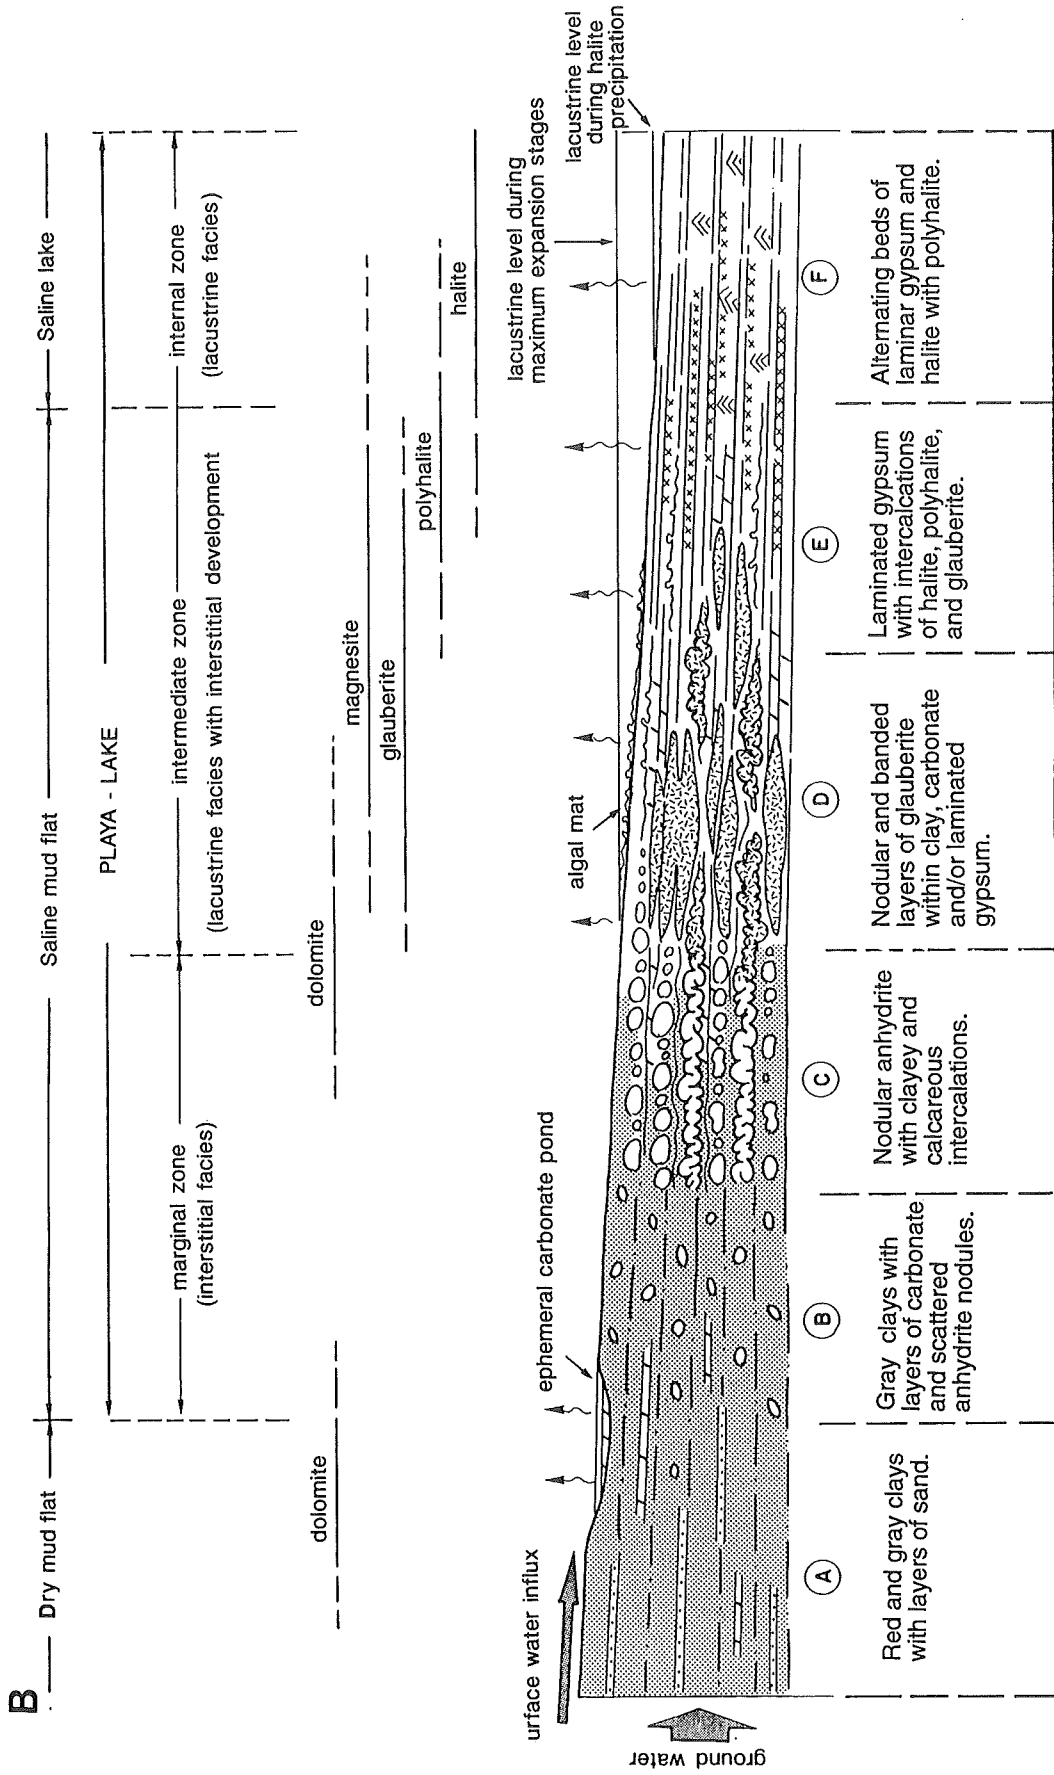 B
Dry mud flat
Saline mud flat
Saline lake
PLAYA - LAKE
marginal zone
(interstitial facies)
intermediate zone
(lacustrine facies with interstitial development
internal zone
(lacustrine facies)
dolomite
dolomite
magnesite
glauberite
polyhalite
halite
urface water influx
ground water
ephemeral carbonate pond
algal mat
lacustrine level during
maximum expansion stages
lacustrine level
during halite
precipitation
A
B
C
D
E
F
Red and gray clays
with layers of sand.
Gray clays with
layers of carbonate
and scattered
anhydrite nodules.
Nodular anhydrite
with clayey and
calcareous
intercalations.
Nodular and banded
layers of glauberite
within clay, carbonate
and/or laminated
gypsum.
Laminated gypsum
with intercalcations
of halite, polyhalite,
and glauberite.
Alternating beds of
laminar gypsum and
halite with polyhalite.